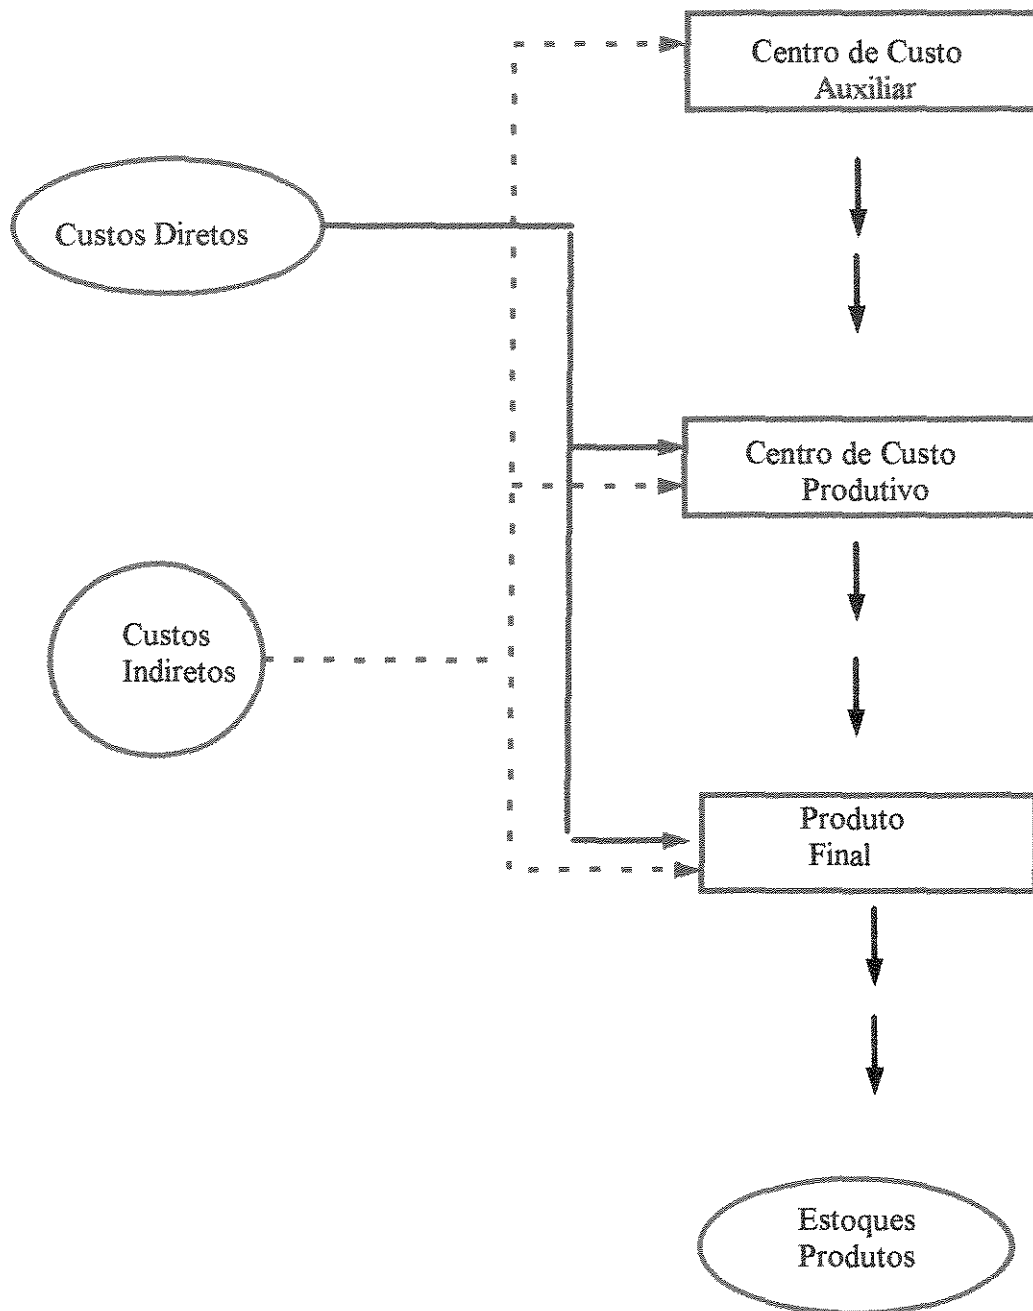 Centro de Custo
Auxiliar
Custos Diretos
Centro de Custo
Produtivo
Custos
Indiretos
Produto
Final
Estoques
Produtos